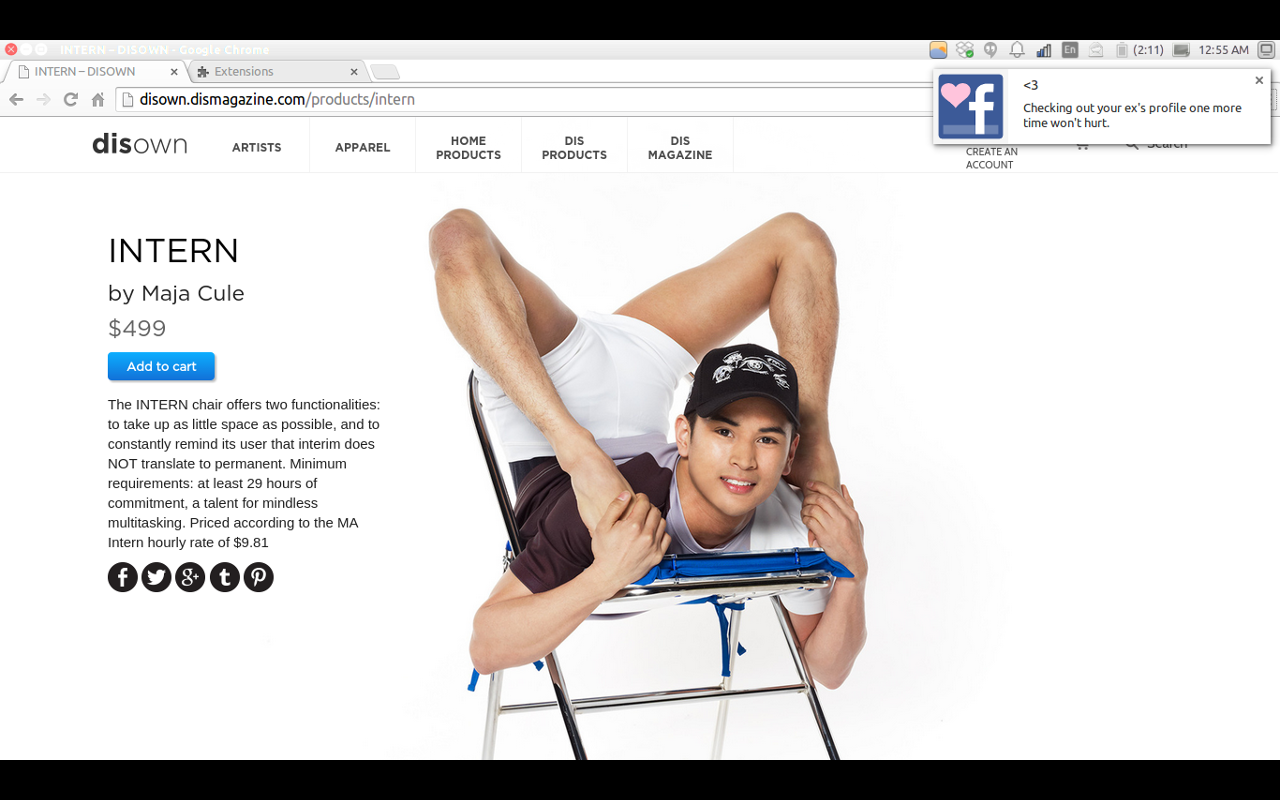 INTERN – DISOWN - Google Chrome
En
(2:11)
12:55 AM
INTERN – DISOWN
Extensions
disown.dismagazine.com/products/intern
<3
Checking out your ex's profile one more
time won't hurt.
disown
ARTISTS
APPAREL
HOME
PRODUCTS
DIS
PRODUCTS
DIS
MAGAZINE
CREATE AN
ACCOUNT
Search
INTERN
by Maja Cule
$499
Add to cart
The INTERN chair offers two functionalities:
to take up as little space as possible, and to
constantly remind its user that interim does
NOT translate to permanent. Minimum
requirements: at least 29 hours of
commitment, a talent for mindless
multitasking. Priced according to the MA
Intern hourly rate of $9.81